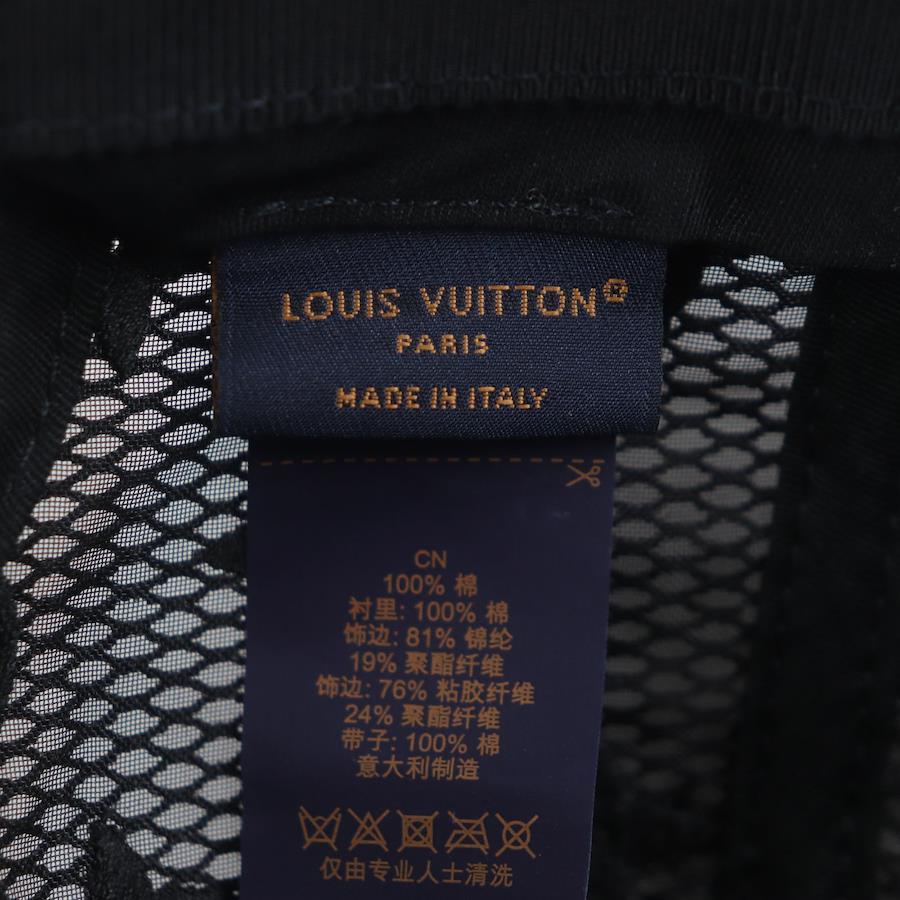 LOUIS VUITTON
PARIS
MADE IN ITALY
CN
100% 棉
衬里: 100% 棉
饰边: 81% 锦纶
19% 聚酯纤维
饰边: 76% 粘胶纤维
24% 聚酯纤维
带子: 100% 棉
意大利制造
仅由专业人士清洗